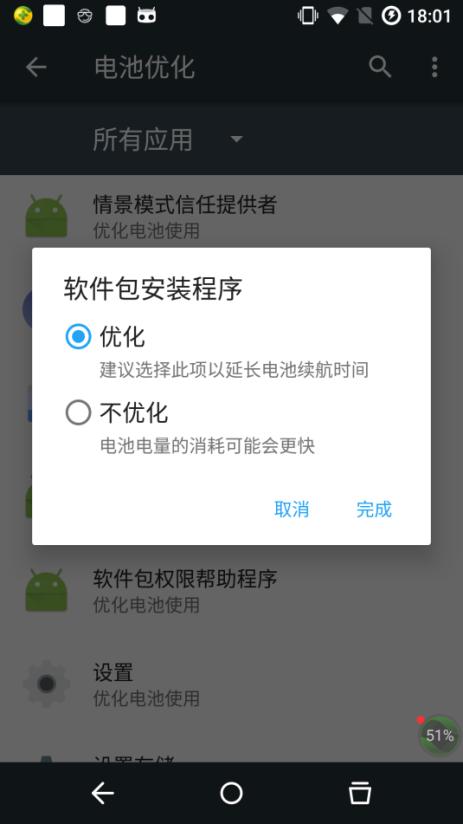 18:01
电池优化
所有应用
情景模式信任提供者
优化电池使用
软件包安装程序
优化
建议选择此项以延长电池续航时间
不优化
电池电量的消耗可能会更快
取消 完成
软件包权限帮助程序
优化电池使用
设置
优化电池使用
51%
设置存储